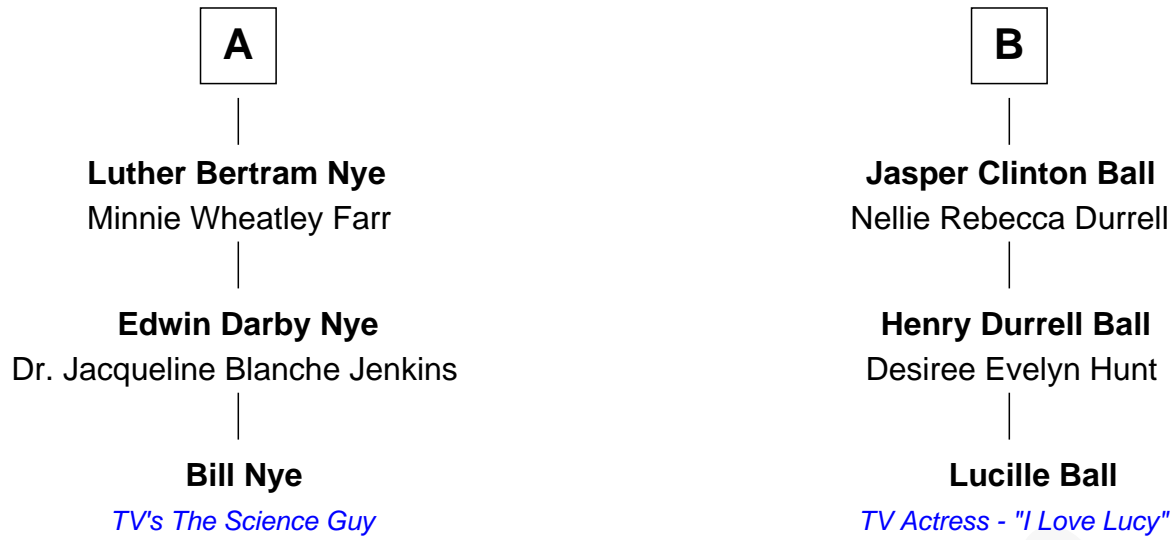 A
Luther Bertram Nye
Minnie Wheatley Farr
Edwin Darby Nye
Dr. Jacqueline Blanche Jenkins
Bill Nye
TV's The Science Guy
B
Jasper Clinton Ball
Nellie Rebecca Durrell
Henry Durrell Ball
Desiree Evelyn Hunt
Lucille Ball
TV Actress - "I Love Lucy"